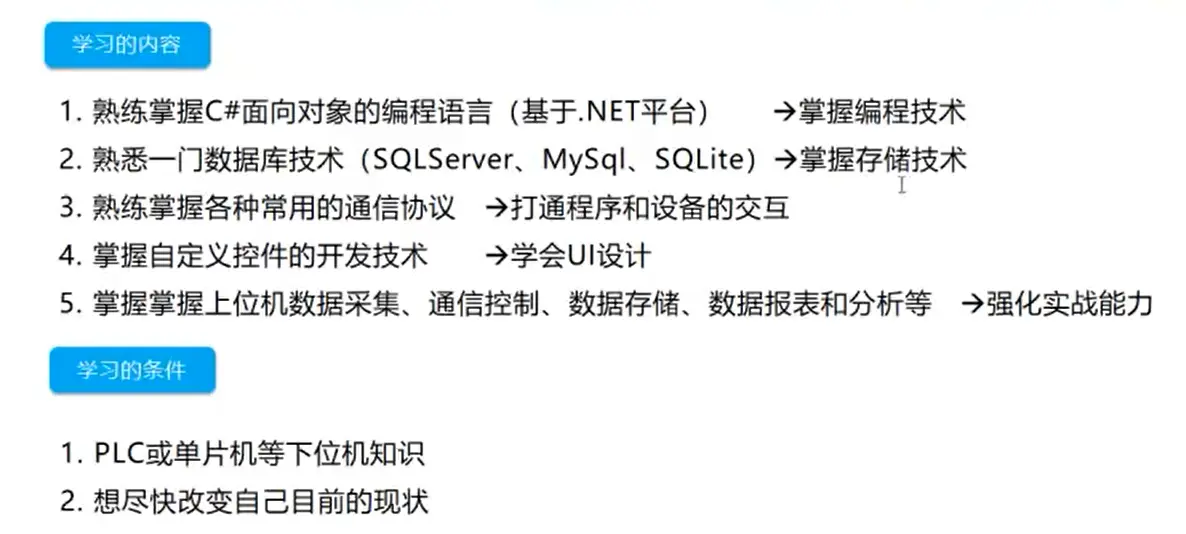 学习的内容
1. 熟练掌握C#面向对象的编程语言（基于.NET平台） →掌握编程技术
2. 熟悉一门数据库技术（SQLServer、MySql、SQLite）→掌握存储技术
3. 熟练掌握各种常用的通信协议 →打通程序和设备的交互
4. 掌握自定义控件的开发技术 →学会UI设计
5. 掌握掌握上位机数据采集、通信控制、数据存储、数据报表和分析等 →强化实战能力
学习的条件
1. PLC或单片机等下位机知识
2. 想尽快改变自己目前的现状